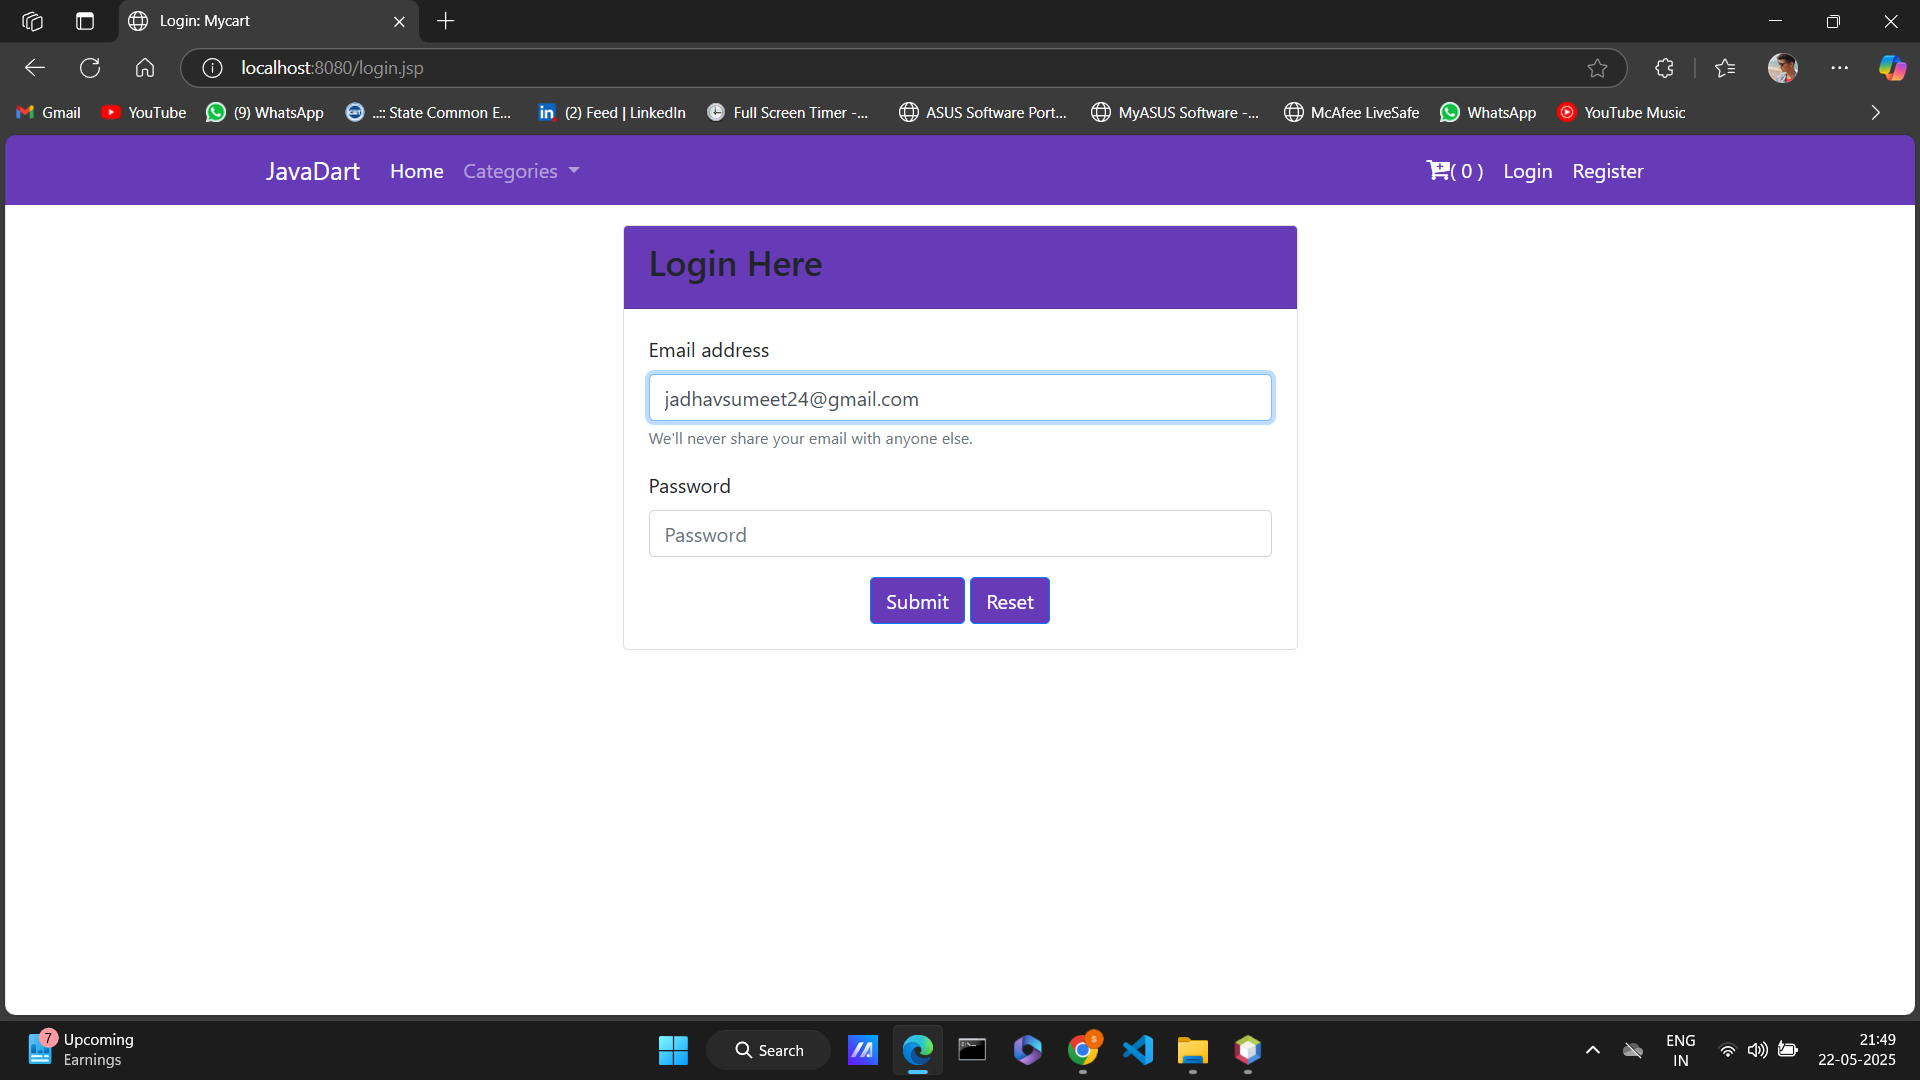 Login: Mycart
localhost:8080/login.jsp
Gmail YouTube (9) WhatsApp ..:: State Common E... (2) Feed | LinkedIn Full Screen Timer -... ASUS Software Port... MyASUS Software -... McAfee LiveSafe WhatsApp YouTube Music
JavaDart Home Categories ( 0 ) Login Register
Login Here
Email address
jadhavsumeet24@gmail.com
We'll never share your email with anyone else.
Password
Password
Submit Reset
7 Upcoming
Earnings
Search
ENG
IN
21:49
22-05-2025